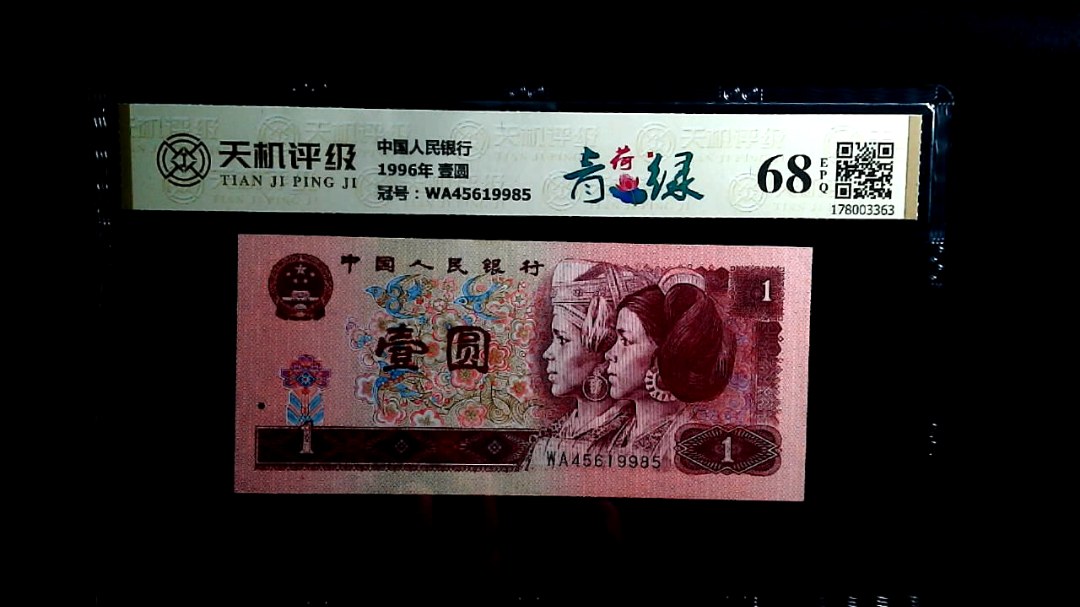 天机评级
TIAN JI PING JI
中国人民银行
1996年 壹圆
冠号：WA45619985
青荷绿
68
EPQ
178003363
中国人民银行
1
壹圆
1
WA45619985
1